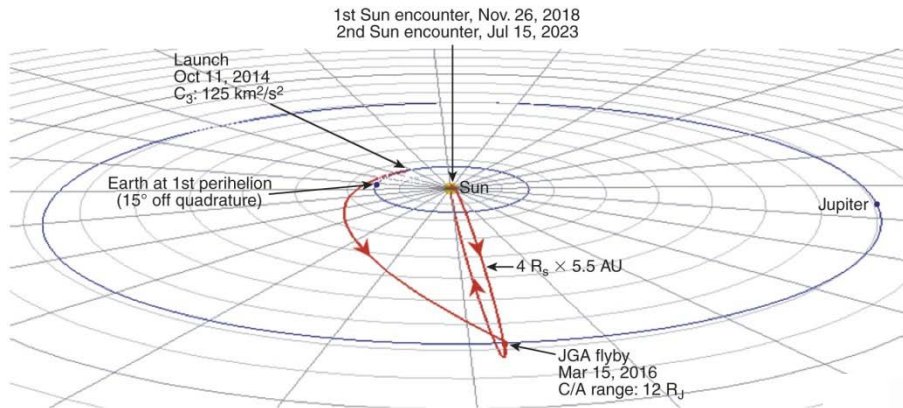 1st Sun encounter, Nov. 26, 2018
2nd Sun encounter, Jul 15, 2023
Launch
Oct 11, 2014
C₃: 125 km²/s²
Earth at 1st perihelion
(15° off quadrature)
Sun
Jupiter
4 Rₛ × 5.5 AU
JGA flyby
Mar 15, 2016
C/A range: 12 R_J